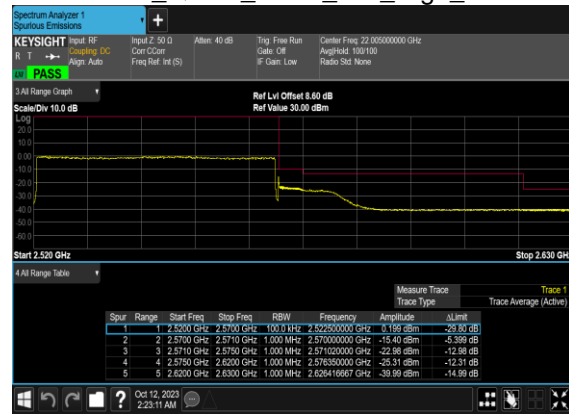 Spectrum Analyzer 1
Spurious Emissions
+
KEYSIGHT Input: RF Input Z: 50 Ω Atten: 40 dB Trig: Free Run Center Freq: 22.005000000 GHz
R T Coupling: DC Corr CCorr Gate: Off Avg|Hold: 100/100
Align: Auto Freq Ref: Int (S) IF Gain: Low Radio Std: None
PASS
3 All Range Graph
Ref Lvl Offset 8.60 dB
Scale/Div 10.0 dB Ref Value 30.00 dBm
Log
20.0
10.0
0.00
-10.0
-20.0
-30.0
-40.0
-50.0
-60.0
Start 2.520 GHz Stop 2.630 GH
4 All Range Table
Measure Trace Trace 1
Trace Type Trace Average (Active)
Spur Range Start Freq Stop Freq RBW Frequency Amplitude ΔLimit
1 1 2.5200 GHz 2.5700 GHz 100.0 kHz 2.522500000 GHz 0.199 dBm -29.80 dB
2 2 2.5700 GHz 2.5710 GHz 1.000 MHz 2.570000000 GHz -15.40 dBm -5.399 dB
3 3 2.5710 GHz 2.5750 GHz 1.000 MHz 2.571020000 GHz -22.98 dBm -12.98 dB
4 4 2.5750 GHz 2.6200 GHz 1.000 MHz 2.576350000 GHz -25.31 dBm -12.31 dB
5 5 2.6200 GHz 2.6300 GHz 1.000 MHz 2.626416667 GHz -39.99 dBm -14.99 dB
? Oct 12, 2023
2:23:11 AM